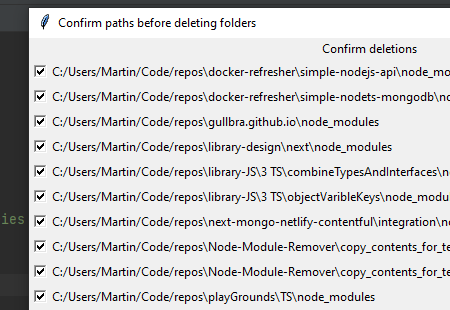 Confirm paths before deleting folders
Confirm deletions
C:/Users/Martin/Code/repos\docker-refresher\simple-nodejs-api\node_mo
C:/Users/Martin/Code/repos\docker-refresher\simple-nodets-mongodb\no
C:/Users/Martin/Code/repos\gullbra.github.io\node_modules
C:/Users/Martin/Code/repos\library-design\next\node_modules
C:/Users/Martin/Code/repos\library-JS\3 TS\combineTypesAndInterfaces\n
C:/Users/Martin/Code/repos\library-JS\3 TS\objectVaribleKeys\node_modu
ies
C:/Users/Martin/Code/repos\next-mongo-netlify-contentful\integration\n
C:/Users/Martin/Code/repos\Node-Module-Remover\copy_contents_for_te
C:/Users/Martin/Code/repos\Node-Module-Remover\copy_contents_for_te
C:/Users/Martin/Code/repos\playGrounds\TS\node_modules